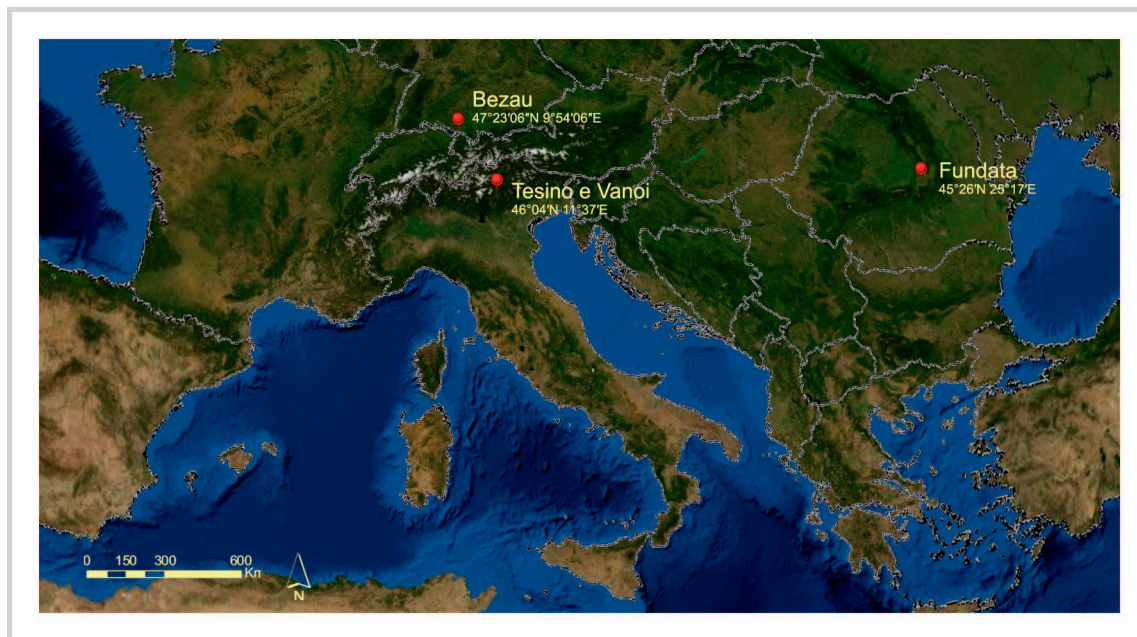 Bezau
47°23'06"N 9°54'06"E
Tesino e Vanoi
46°04'N 11°37'E
Fundata
45°26'N 25°17'E
0 150 300 600
Km
N